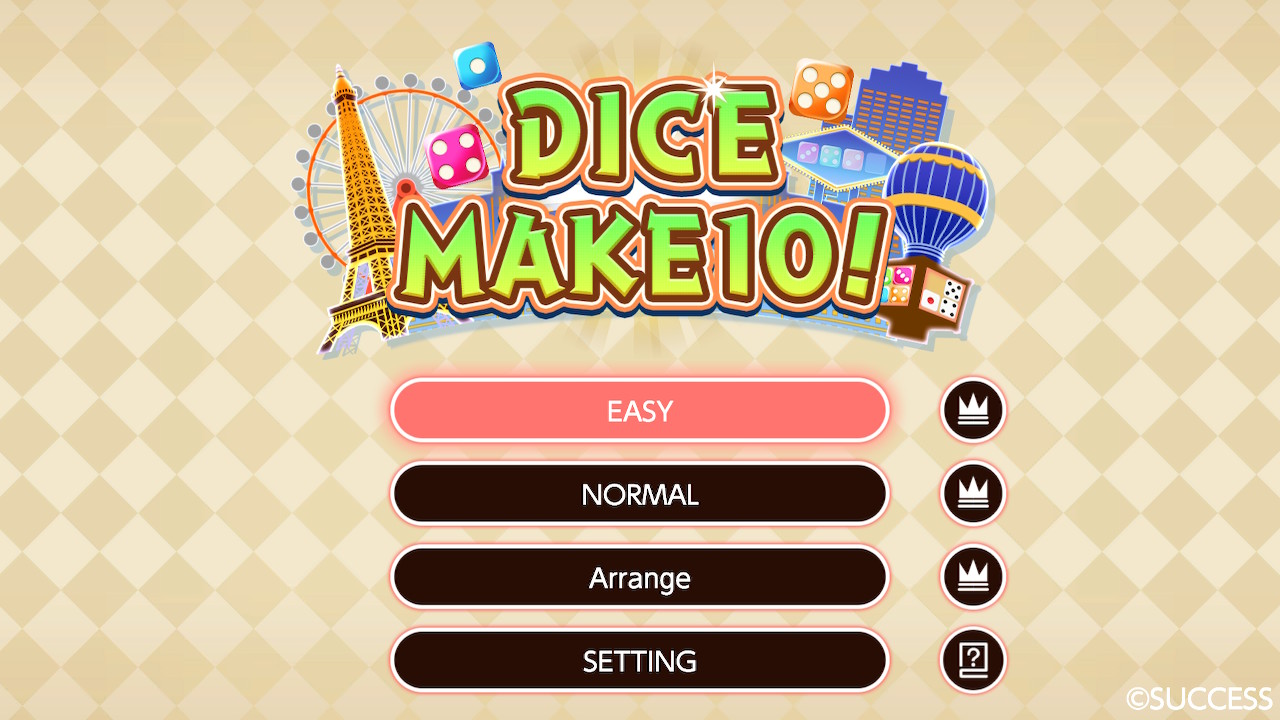 DICE
MAKE10!
EASY
NORMAL
Arrange
SETTING
?
©SUCCESS